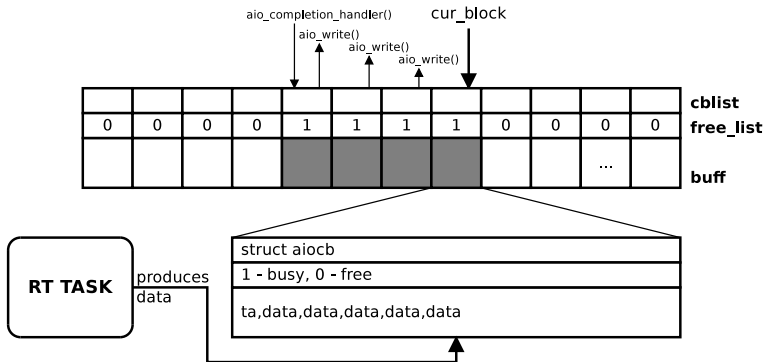 aio_completion_handler()
cur_block
aio_write()
aio_write()
aio_write()
cblist
0 0 0 0 1 1 1 1 0 0 0 0 free_list
... buff
struct aiocb
1 - busy, 0 - free
ta,data,data,data,data,data
RT TASK
produces
data